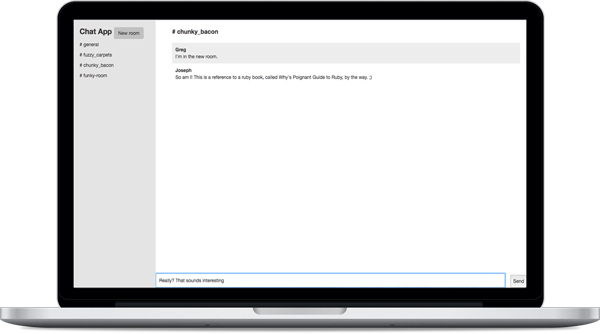 Chat App
New room
# general
# fuzzy_carpets
# chunky_bacon
# funky-room
# chunky_bacon
Greg
I'm in the new room.
Joseph
So am I! This is a reference to a ruby book, called Why's Poignant Guide to Ruby, by the way. ;)
Really? That sounds interesting
Send